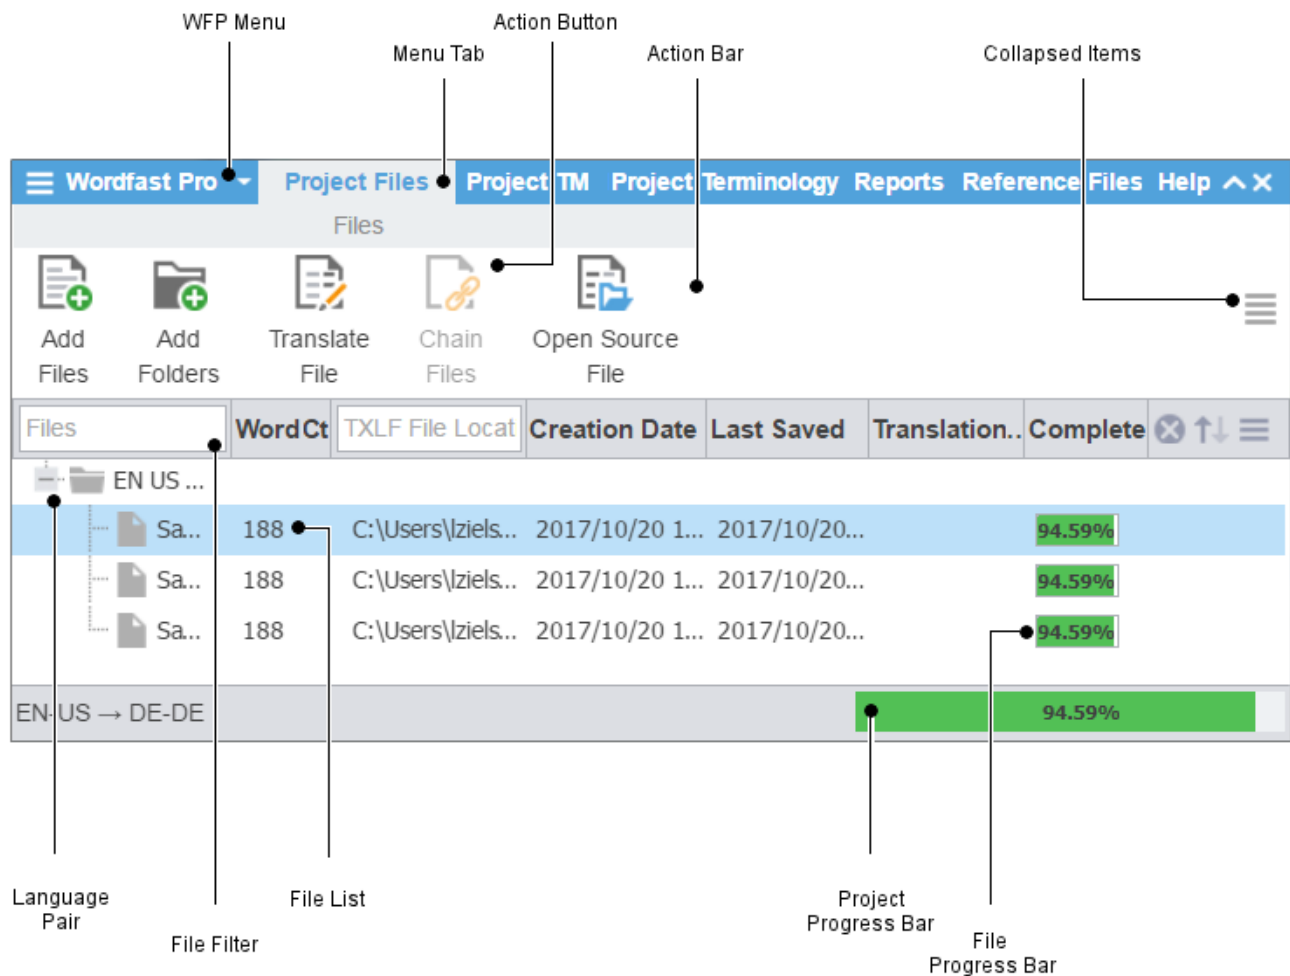 WFP Menu
Action Button
Menu Tab
Action Bar
Collapsed Items
Wordfast Pro Project Files Project TM Project Terminology Reports Reference Files Help
Files
Add Files
Add Folders
Translate File
Chain Files
Open Source File
Files WordCt TXLF File Locat Creation Date Last Saved Translation.. Complete
EN US ...
Sa... 188 C:\Users\lziels... 2017/10/20 1... 2017/10/20... 94.59%
Sa... 188 C:\Users\lziels... 2017/10/20 1... 2017/10/20... 94.59%
Sa... 188 C:\Users\lziels... 2017/10/20 1... 2017/10/20... 94.59%
EN-US → DE-DE 94.59%
Language
Pair
File Filter
File List
Project
Progress Bar
File
Progress Bar